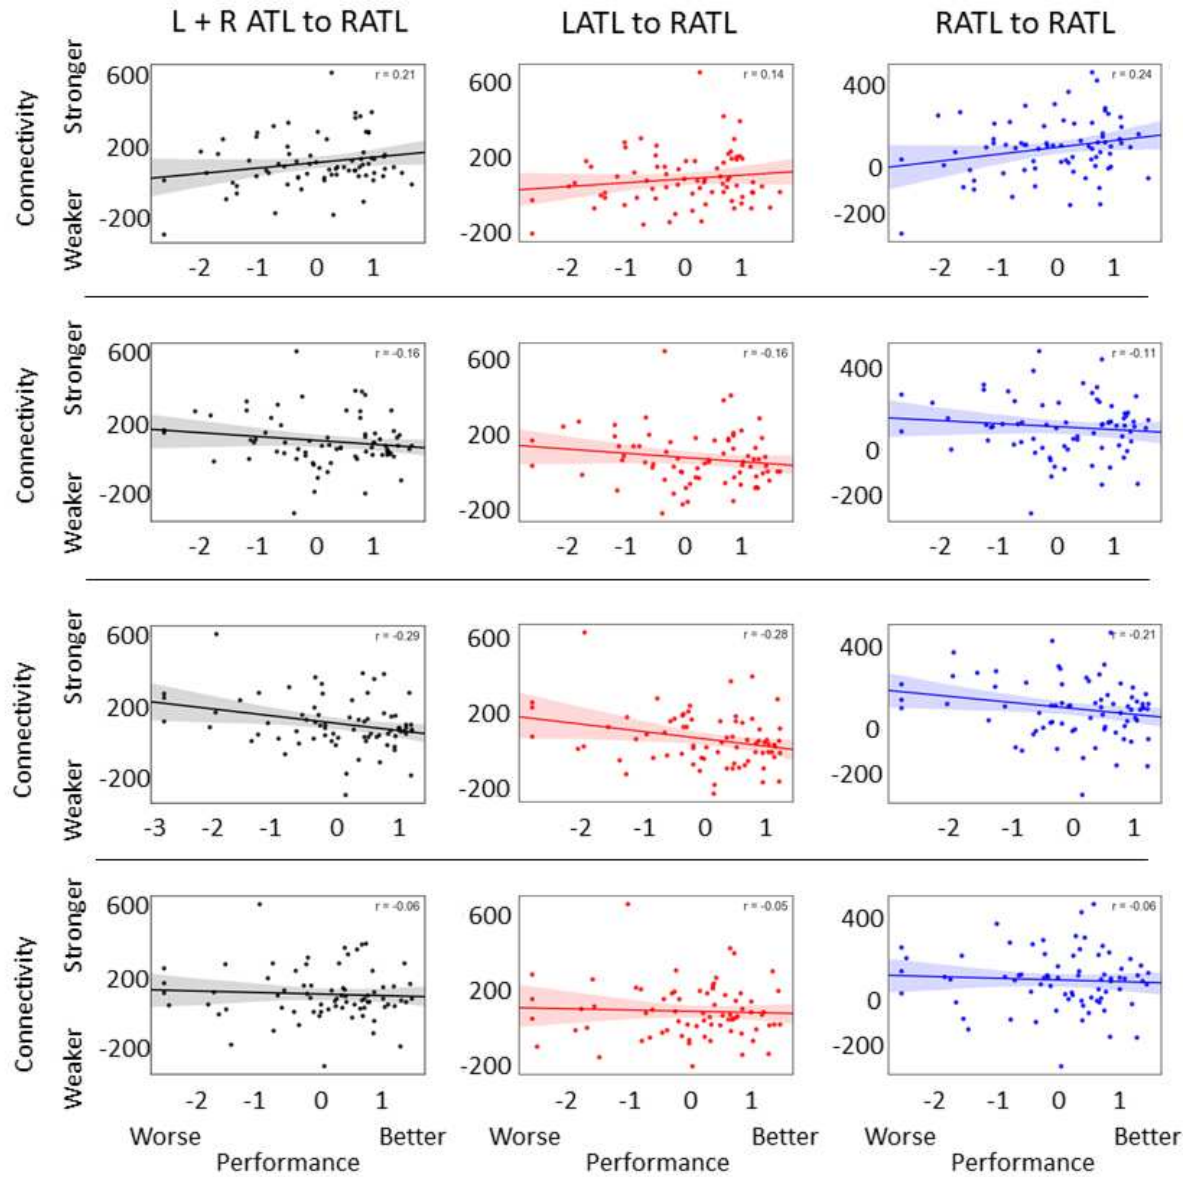 L + R ATL to RATL LATL to RATL RATL to RATL
Connectivity
Weaker Stronger
600
200
-200
r = 0.21
-2 -1 0 1
600
200
-200
r = 0.14
-2 -1 0 1
400
0
-200
r = 0.24
-2 -1 0 1
Connectivity
Weaker Stronger
600
200
-200
r = -0.16
-2 -1 0 1
600
200
-200
r = -0.16
-2 -1 0 1
400
0
-200
r = -0.11
-2 -1 0 1
Connectivity
Weaker Stronger
600
200
-200
r = -0.29
-3 -2 -1 0 1
600
200
-200
r = -0.28
-2 -1 0 1
400
0
-200
r = -0.21
-2 -1 0 1
Connectivity
Weaker Stronger
600
200
-200
r = -0.06
-2 -1 0 1
600
200
-200
r = -0.05
-2 -1 0 1
400
0
-200
r = -0.06
-2 -1 0 1
Worse Better Worse Better Worse Better
Performance Performance Performance